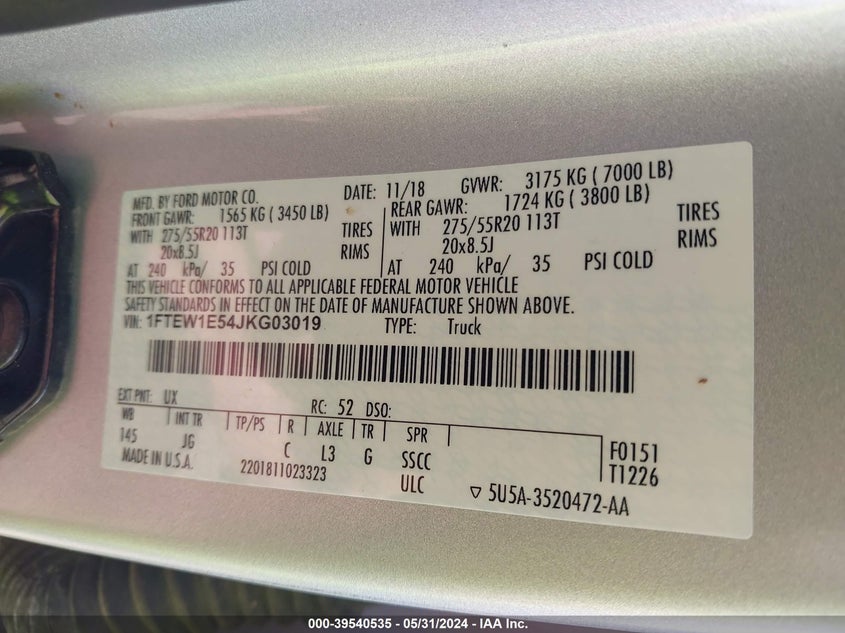 MFD. BY FORD MOTOR CO. DATE: 11/18 GVWR: 3175 KG ( 7000 LB)
FRONT GAWR: 1565 KG ( 3450 LB) REAR GAWR: 1724 KG ( 3800 LB)
WITH 275/55R20 113T TIRES WITH 275/55R20 113T TIRES
20x8.5J RIMS 20x8.5J RIMS
AT 240 kPa/ 35 PSI COLD AT 240 kPa/ 35 PSI COLD
THIS VEHICLE CONFORMS TO ALL APPLICABLE FEDERAL MOTOR VEHICLE
SAFETY STANDARDS IN EFFECT ON THE DATE OF MANUFACTURE SHOWN ABOVE.
VIN: 1FTEW1E54JKG03019 TYPE: Truck
EXT PNT: UX RC: 52 DSO:
WB INT TR TP/PS R AXLE TR SPR
145 JG C L3 G SSCC F0151
MADE IN U.S.A. 2201811023323 ULC T1226
▽ 5U5A-3520472-AA
000-39540535 - 05/31/2024 - IAA Inc.